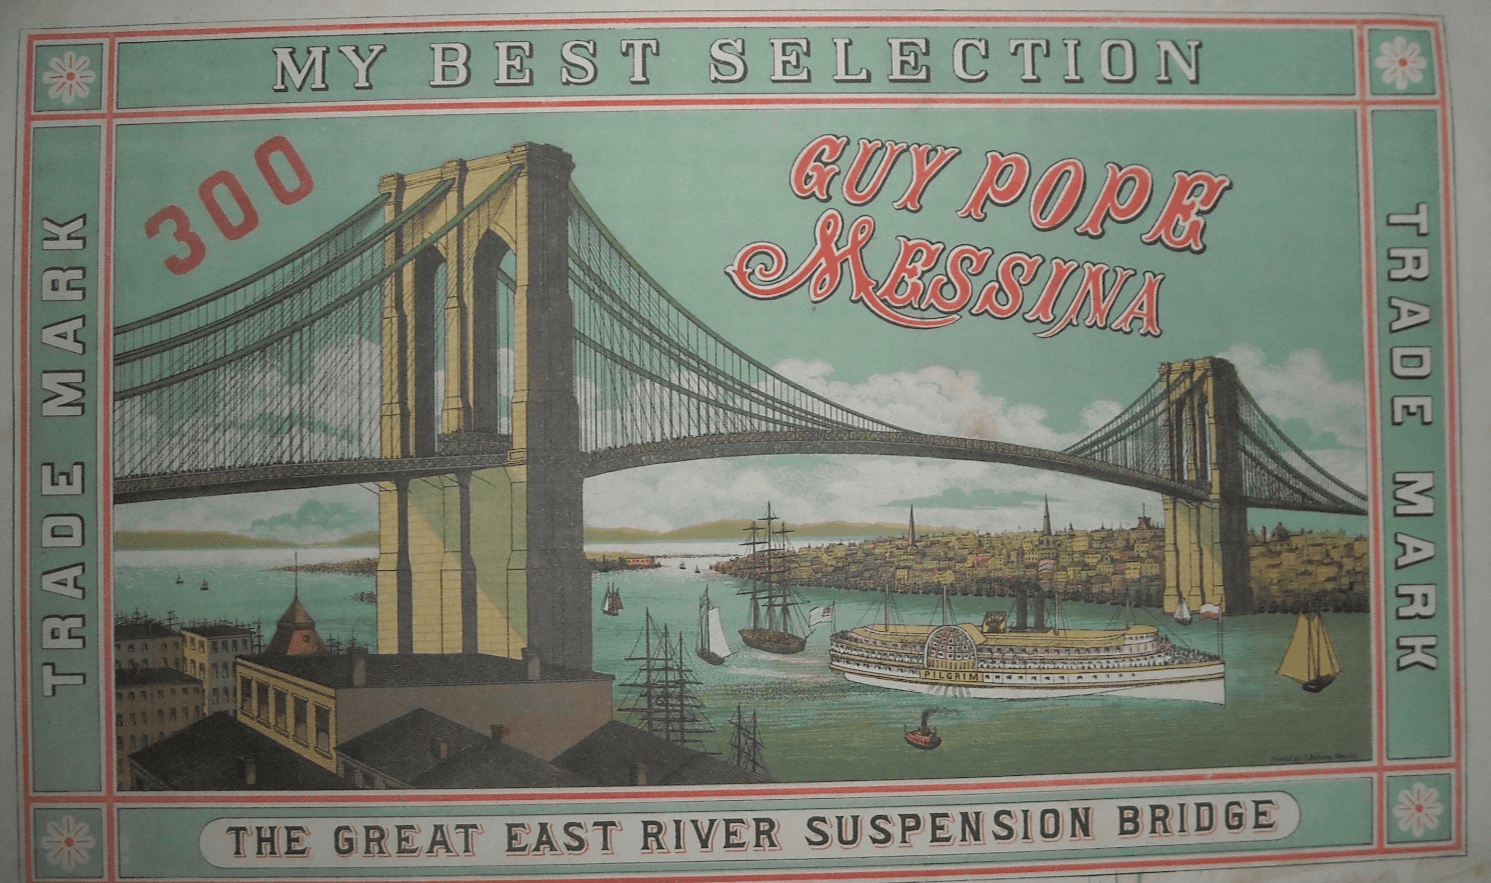 MY BEST SELECTION
300
GUY POPE
MESSINA
TRADE MARK
TRADE MARK
PILGRIM
THE GREAT EAST RIVER SUSPENSION BRIDGE